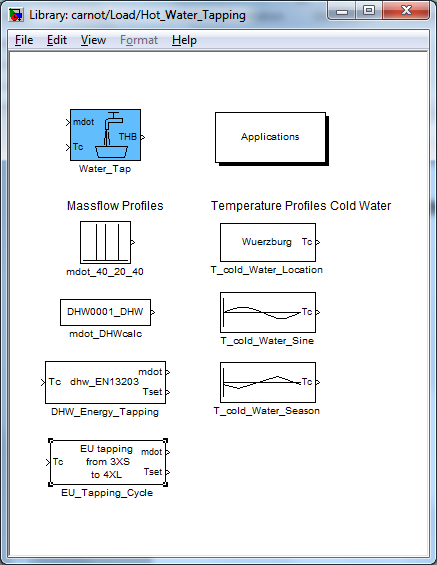 Library: carnot/Load/Hot_Water_Tapping
File Edit View Format Help
mdot
THB
Tc
Water_Tap
Applications
Massflow Profiles
Temperature Profiles Cold Water
mdot_40_20_40
Wuerzburg
Tc
T_cold_Water_Location
DHW0001_DHW
mdot_DHWcalc
Tc
T_cold_Water_Sine
Tc
dhw_EN13203
mdot
Tset
DHW_Energy_Tapping
Tc
T_cold_Water_Season
EU tapping
from 3XS
to 4XL
Tc
mdot
Tset
EU_Tapping_Cycle